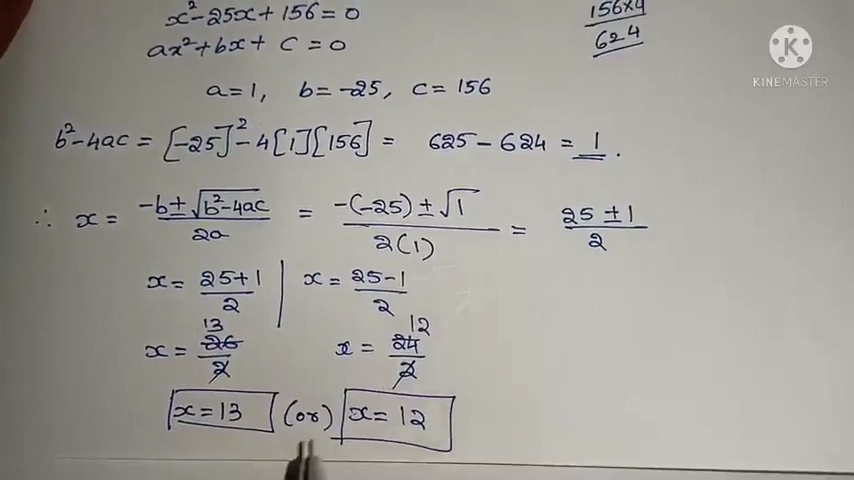 x² - 25x + 156 = 0
156×4
624
ax² + bx + c = 0
a = 1, b = -25, c = 156
b² - 4ac = [-25]² - 4[1][156] = 625 - 624 = 1.
∴ x = -b ± √b² - 4ac / 2a = -(-25) ± √1 / 2(1) = 25 ± 1 / 2
x = 25+1 / 2 | x = 25-1 / 2
13 12
x = 26 / 2 x = 24 / 2
x = 13 (or) x = 12
K
KINEMASTER